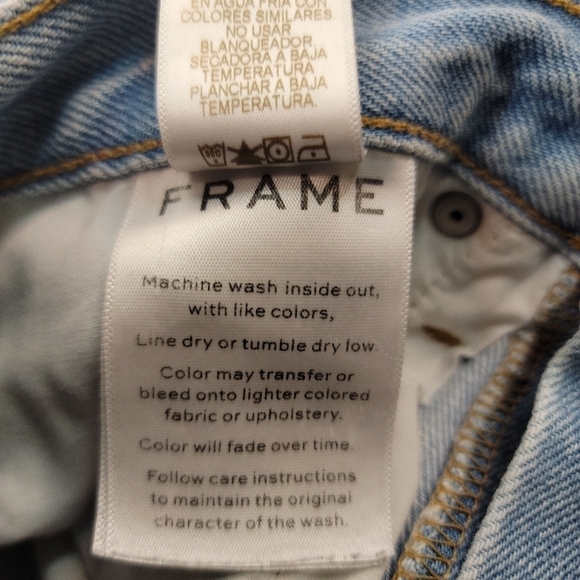 EN AGUA FRIA CON
COLORES SIMILARES
NO USAR
BLANQUEADOR
SECADORA A BAJA
TEMPERATURA
PLANCHAR A BAJA
TEMPERATURA.
FRAME
Machine wash inside out,
with like colors,
Line dry or tumble dry low.
Color may transfer or
bleed onto lighter colored
fabric or upholstery.
Color will fade over time.
Follow care instructions
to maintain the original
character of the wash.